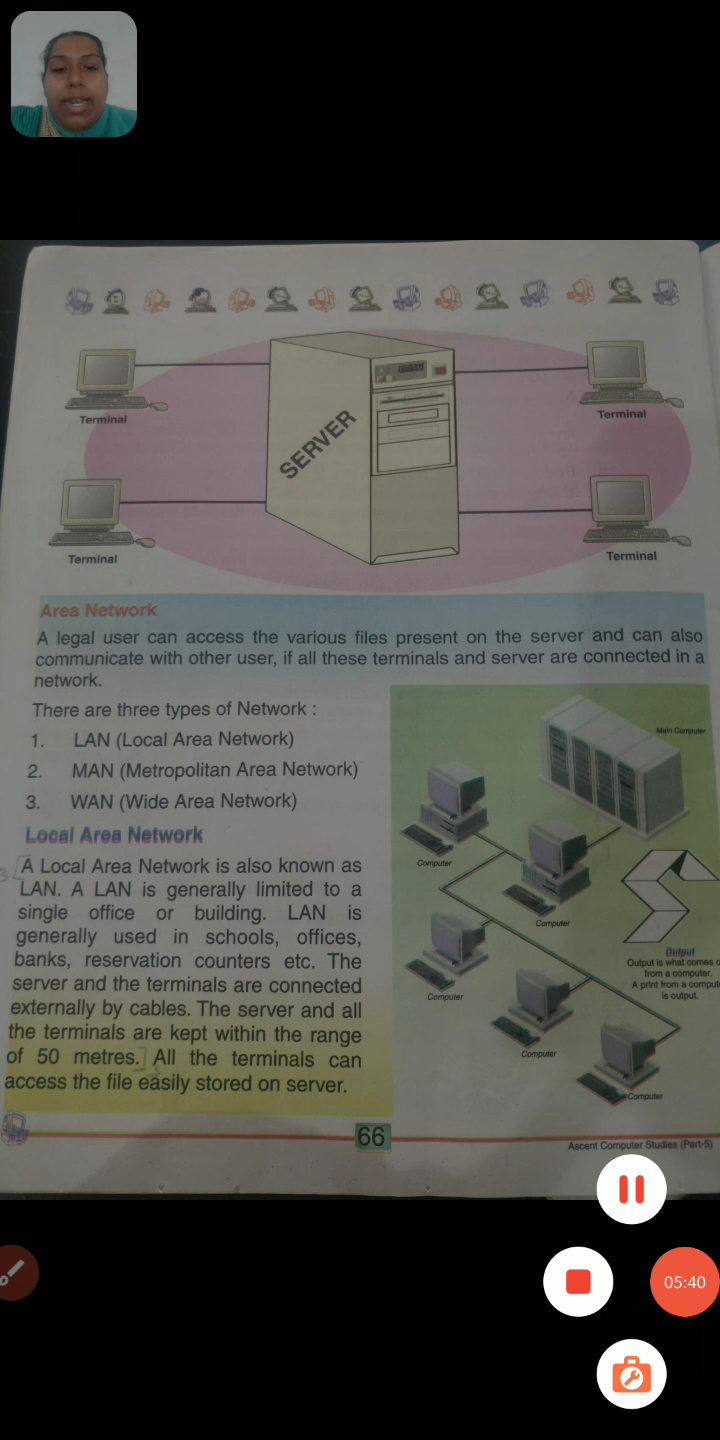 SERVER
Terminal
Terminal
Terminal
Terminal
Area Network
A legal user can access the various files present on the server and can also
communicate with other user, if all these terminals and server are connected in a
network.
There are three types of Network :
1. LAN (Local Area Network)
2. MAN (Metropolitan Area Network)
3. WAN (Wide Area Network)
Local Area Network
3 [A Local Area Network is also known as
LAN. A LAN is generally limited to a
single office or building. LAN is
generally used in schools, offices,
banks, reservation counters etc. The
server and the terminals are connected
externally by cables. The server and all
the terminals are kept within the range
of 50 metres.] All the terminals can
3
access the file easily stored on server.
Main Computer
Computer
Computer
Computer
Computer
Computer
Output
Output is what comes
from a computer.
A print from a
is output.
66
Ascent Computer Studies (Part-5)
05:40